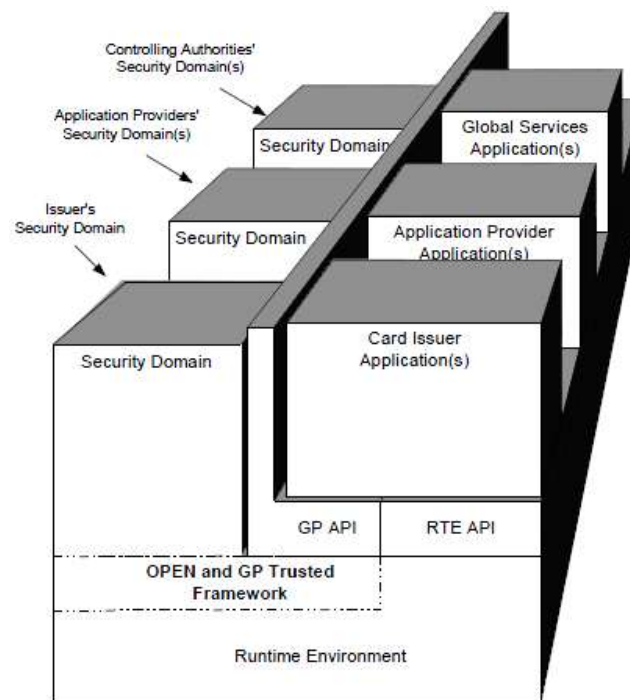 Controlling Authorities'
Security Domain(s)
Application Providers'
Security Domain(s)
Issuer's
Security Domain
Security Domain
Global Services
Application(s)
Security Domain
Application Provider
Application(s)
Security Domain
Card Issuer
Application(s)
GP API
RTE API
OPEN and GP Trusted
Framework
Runtime Environment